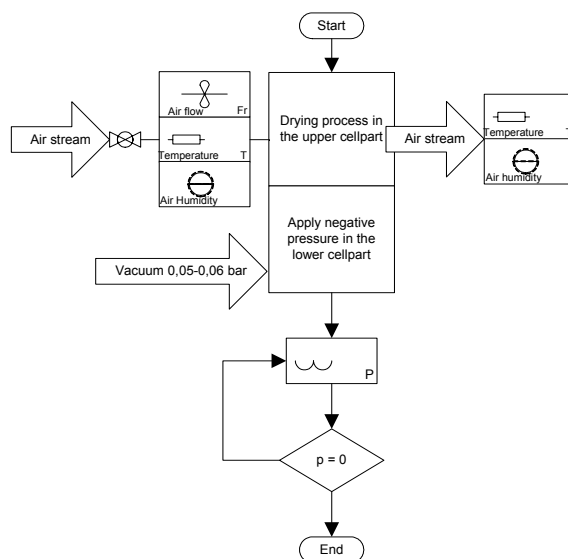 Start
Air flow Fr
Drying process in
the upper cellpart
Air stream
Temperature T
Air Humidity
Air stream
Temperature T
Air humidity
Apply negative
pressure in the
lower cellpart
Vacuum 0,05-0,06 bar
P
p = 0
End